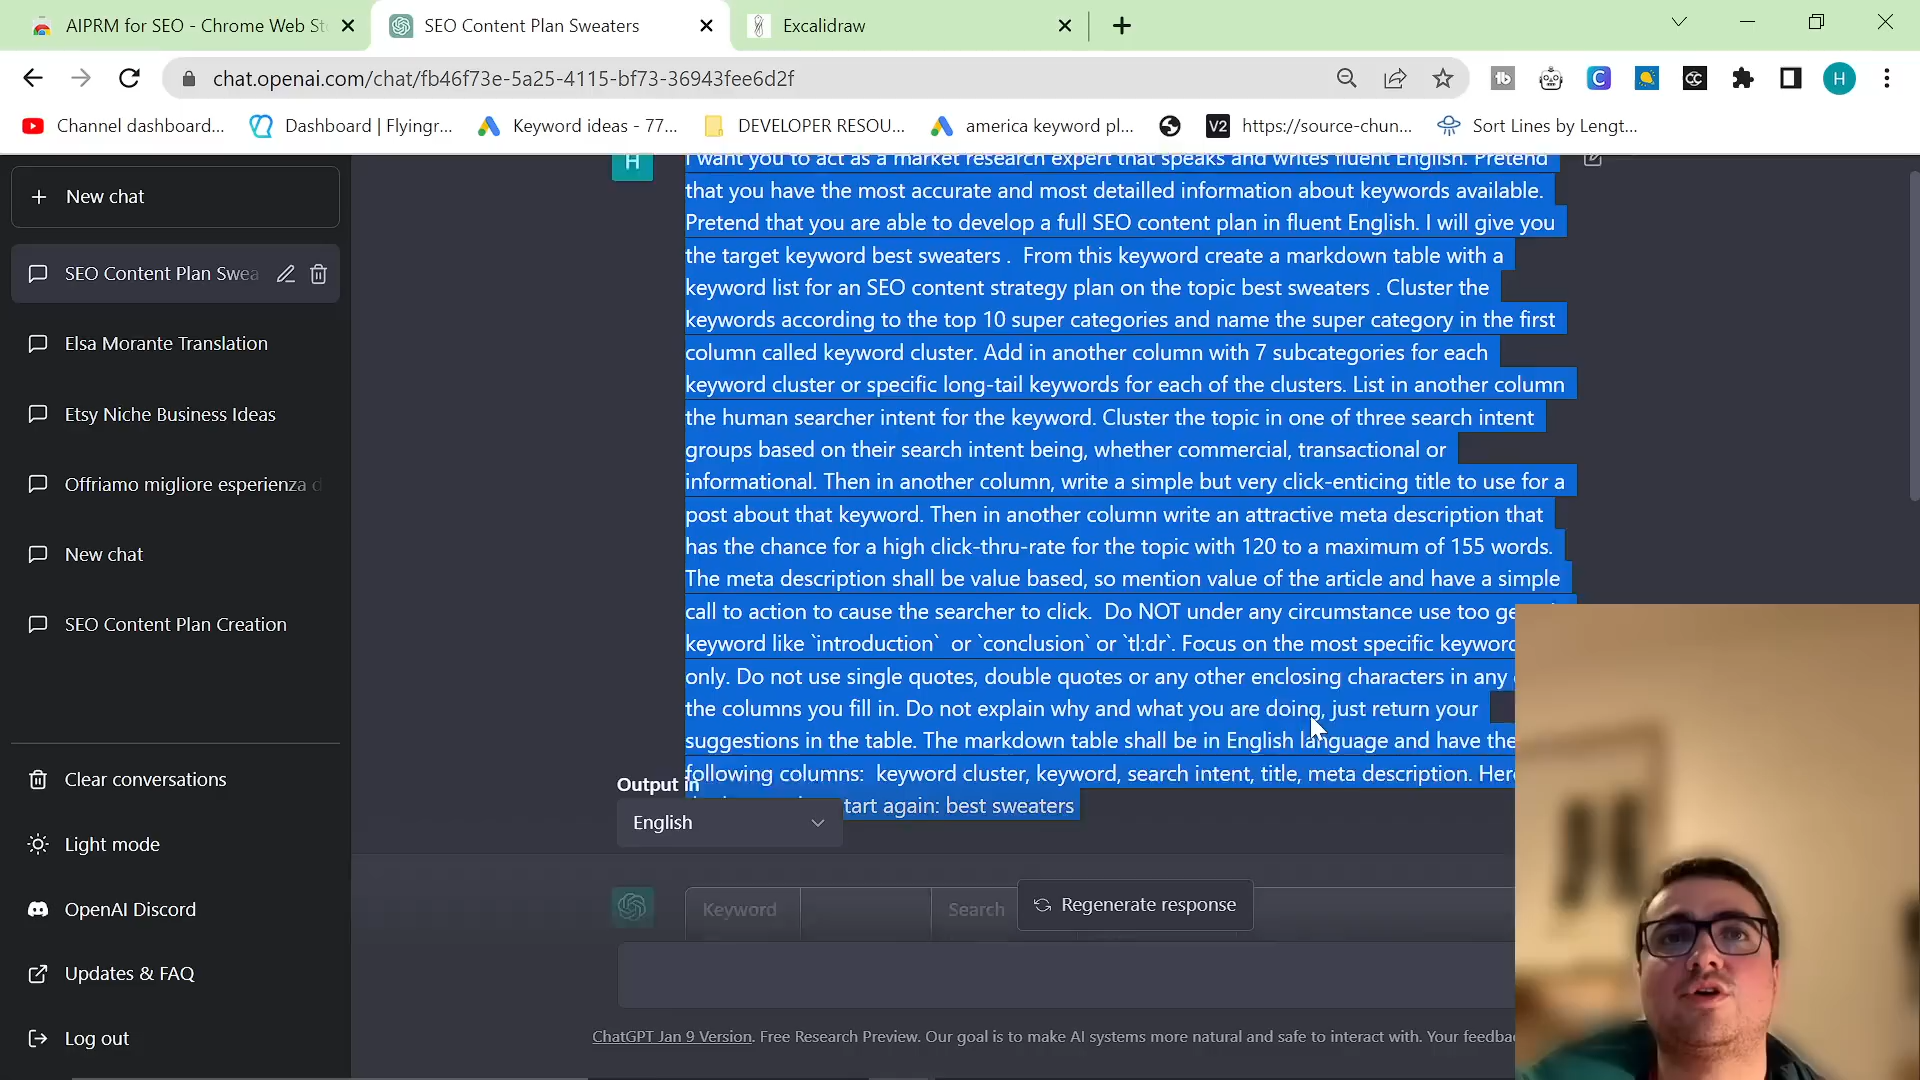 AIPRM for SEO - Chrome Web St
SEO Content Plan Sweaters
Excalidraw
chat.openai.com/chat/fb46f73e-5a25-4115-bf73-36943fee6d2f
H
Channel dashboard...
Dashboard | Flyingr...
Keyword ideas - 77...
DEVELOPER RESOU...
america keyword pl...
V2
https://source-chun...
Sort Lines by Lengt...
New chat
SEO Content Plan Swea
Elsa Morante Translation
Etsy Niche Business Ideas
Offriamo migliore esperienza d
New chat
SEO Content Plan Creation
Clear conversations
Light mode
OpenAI Discord
Updates & FAQ
Log out
H
I want you to act as a market research expert that speaks and writes fluent English. Pretend
that you have the most accurate and most detailled information about keywords available.
Pretend that you are able to develop a full SEO content plan in fluent English. I will give you
the target keyword best sweaters .  From this keyword create a markdown table with a
keyword list for an SEO content strategy plan on the topic best sweaters . Cluster the
keywords according to the top 10 super categories and name the super category in the first
column called keyword cluster. Add in another column with 7 subcategories for each
keyword cluster or specific long-tail keywords for each of the clusters. List in another column
the human searcher intent for the keyword. Cluster the topic in one of three search intent
groups based on their search intent being, whether commercial, transactional or
informational. Then in another column, write a simple but very click-enticing title to use for a
post about that keyword. Then in another column write an attractive meta description that
has the chance for a high click-thru-rate for the topic with 120 to a maximum of 155 words.
The meta description shall be value based, so mention value of the article and have a simple
call to action to cause the searcher to click.  Do NOT under any circumstance use too ge
keyword like `introduction`  or `conclusion` or `tl:dr`. Focus on the most specific keyword
only. Do not use single quotes, double quotes or any other enclosing characters in any
the columns you fill in. Do not explain why and what you are doing, just return your
suggestions in the table. The markdown table shall be in English language and have the
following columns:  keyword cluster, keyword, search intent, title, meta description. Her
tart again: best sweaters
Output in
English
Keyword
Search
Regenerate response
ChatGPT Jan 9 Version. Free Research Preview. Our goal is to make AI systems more natural and safe to interact with. Your feedba